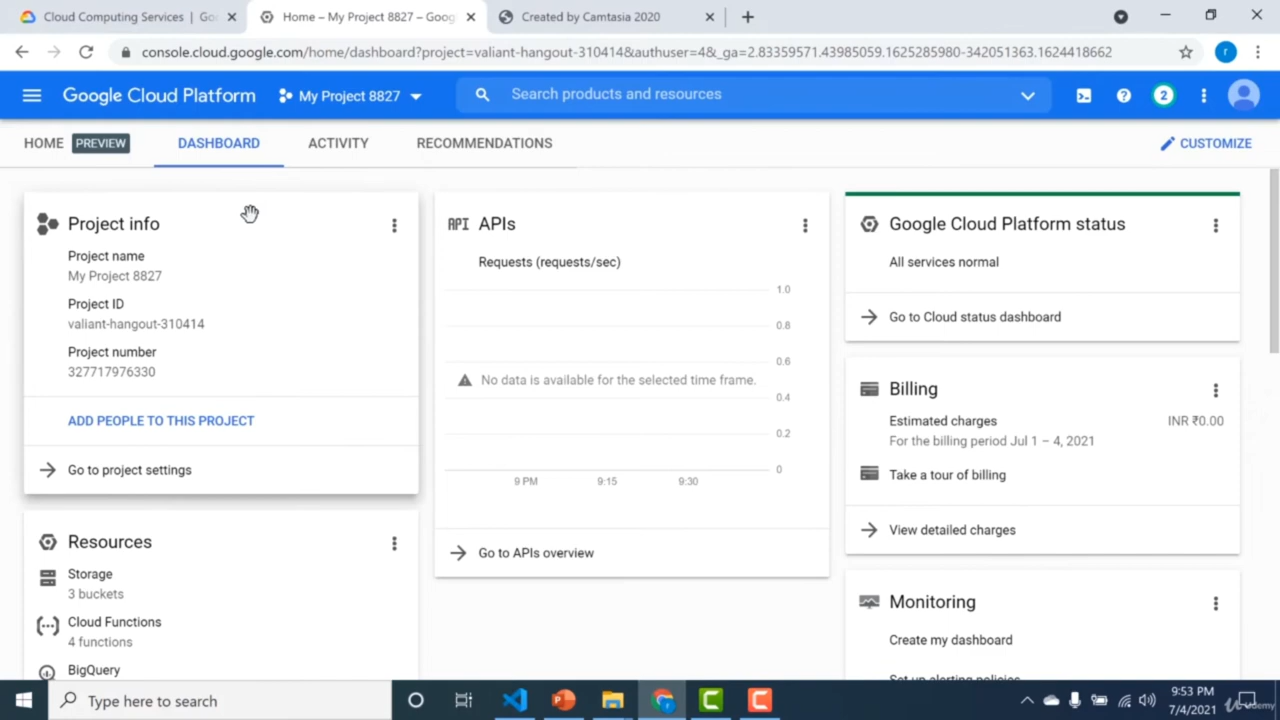 Cloud Computing Services | Go
Home – My Project 8827 – Goog
Created by Camtasia 2020
console.cloud.google.com/home/dashboard?project=valiant-hangout-310414&authuser=4&_ga=2.83359571.43985059.1625285980-342051363.1624418662
r
Google Cloud Platform
My Project 8827
Search products and resources
2
HOME
PREVIEW
DASHBOARD
ACTIVITY
RECOMMENDATIONS
CUSTOMIZE
Project info
Project name
My Project 8827
Project ID
valiant-hangout-310414
Project number
327717976330
ADD PEOPLE TO THIS PROJECT
Go to project settings
Resources
Storage
3 buckets
Cloud Functions
4 functions
BigQuery
API APIs
Requests (requests/sec)
1.0
0.8
0.6
No data is available for the selected time frame.
0.4
0.2
0
9 PM 9:15 9:30
Go to APIs overview
Google Cloud Platform status
All services normal
Go to Cloud status dashboard
Billing
Estimated charges INR ₹0.00
For the billing period Jul 1 – 4, 2021
Take a tour of billing
View detailed charges
Monitoring
Create my dashboard
Set up alerting policies
Type here to search
9:53 PM
7/4/2021
Udemy